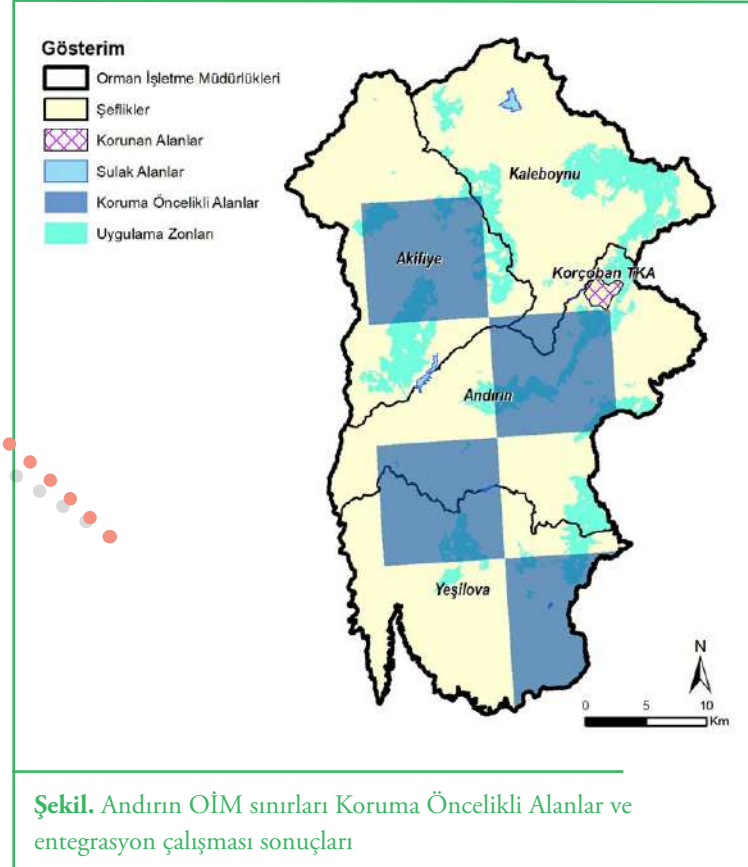 Gösterim
Orman İşletme Müdürlükleri
Şeflikler
Korunan Alanlar
Sulak Alanlar
Koruma Öncelikli Alanlar
Uygulama Zonları
Kaleboynu
Akifiye
Korçoban TKA
Andırın
Yeşilova
N
0 5 10
Km
Şekil. Andırın OİM sınırları Koruma Öncelikli Alanlar ve
entegrasyon çalışması sonuçları